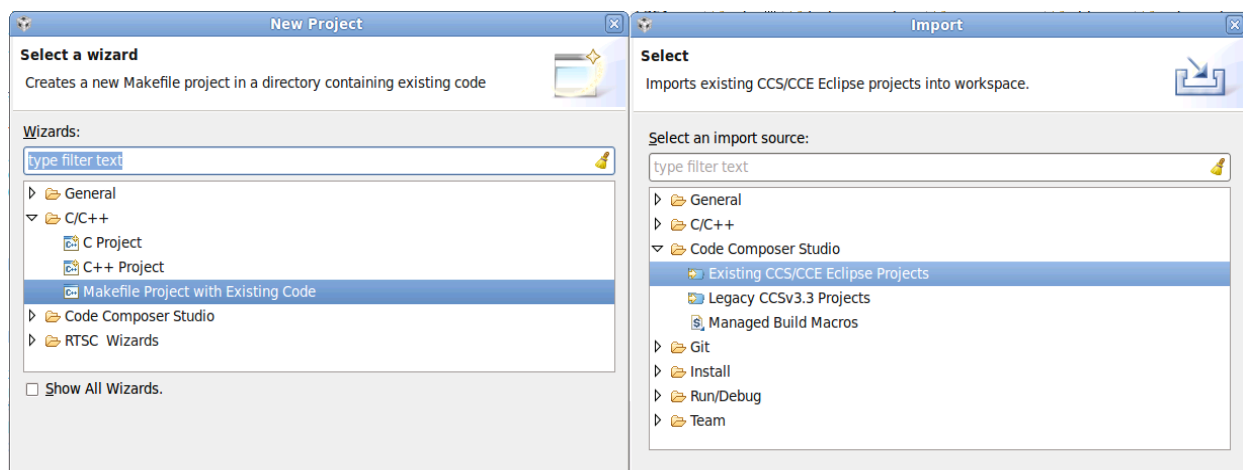 New Project
Select a wizard
Creates a new Makefile project in a directory containing existing code
Wizards:
type filter text
General
C/C++
C Project
C++ Project
Makefile Project with Existing Code
Code Composer Studio
RTSC Wizards
Show All Wizards.
Import
Select
Imports existing CCS/CCE Eclipse projects into workspace.
Select an import source:
type filter text
General
C/C++
Code Composer Studio
Existing CCS/CCE Eclipse Projects
Legacy CCSv3.3 Projects
Managed Build Macros
Git
Install
Run/Debug
Team